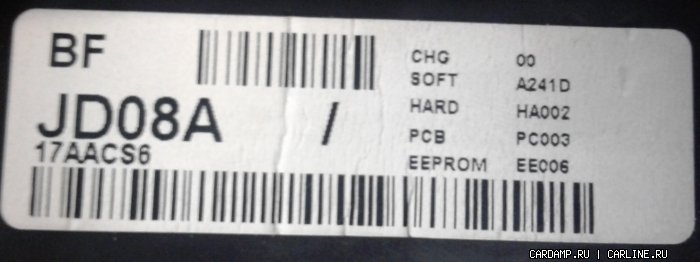 BF
JD08A /
17AACS6
CHG 00
SOFT A241D
HARD HA002
PCB PC003
EEPROM EE006
CARDAMP.RU | CARLINE.RU